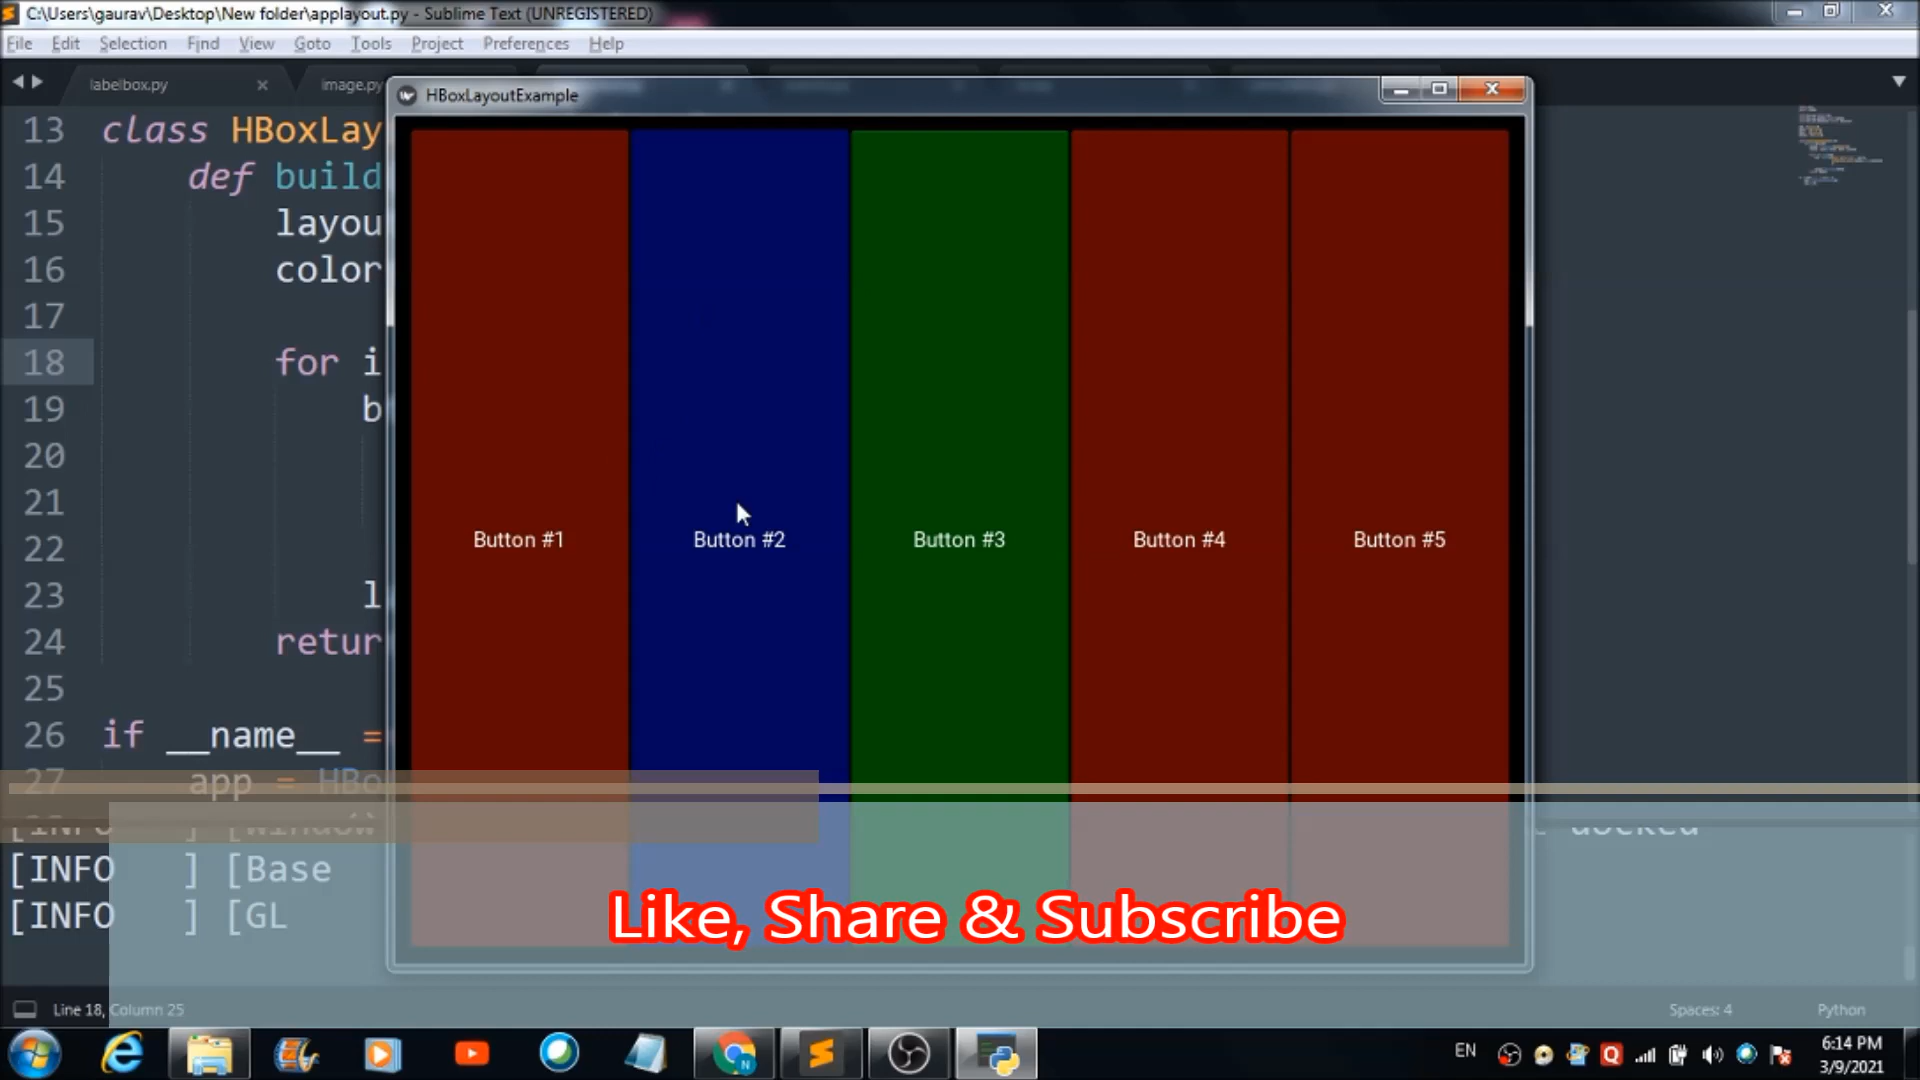 C:\Users\gaurav\Desktop\New folder\applayout.py - Sublime Text (UNREGISTERED)
File Edit Selection Find View Goto Tools Project Preferences Help
labelbox.py
image.py
HBoxLayoutExample
13 class HBoxLay
14 def build
15 layou
16 color
17
18 for i
19 b
20
21
22
23 l
24 retur
25
26 if __name__ =
27 app = HBo
Button #1 Button #2 Button #3 Button #4 Button #5
[INFO ] [Window docked
[INFO ] [Base
[INFO ] [GL
Like, Share & Subscribe
Line 18, Column 25
Spaces: 4
Python
EN
6:14 PM
3/9/2021